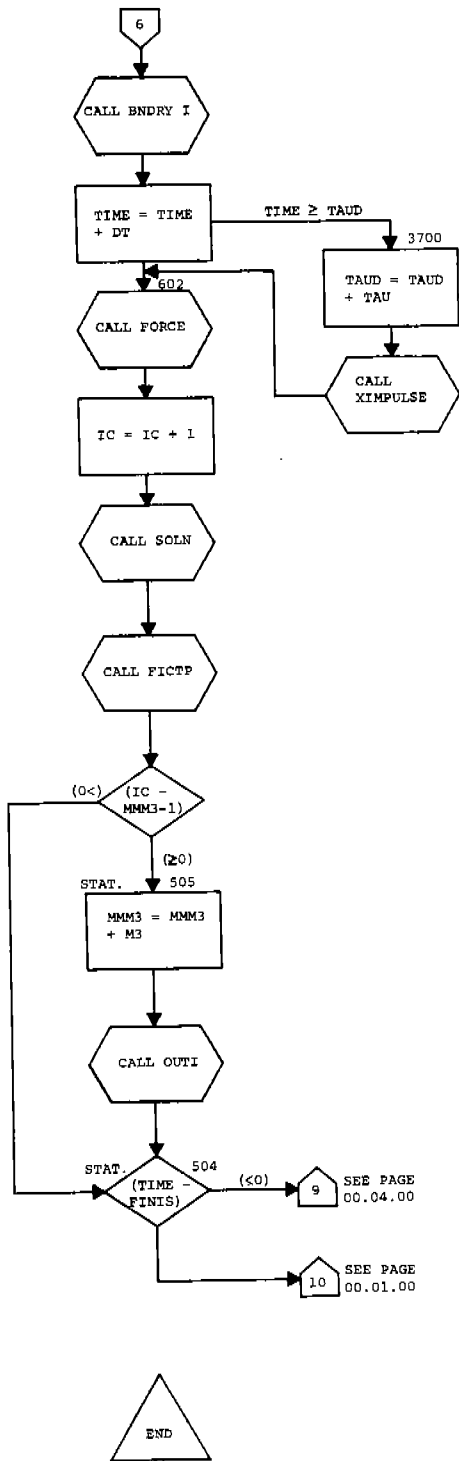 6
CALL BNDRY I
TIME = TIME
+ DT
TIME ≥ TAUD
3700
TAUD = TAUD
+ TAU
CALL
XIMPULSE
602
CALL FORCE
IC = IC + 1
CALL SOLN
CALL FICTP
(0<)
(IC -
MMM3-1)
(≥0)
STAT. 505
MMM3 = MMM3
+ M3
CALL OUTI
STAT. 504
(TIME -
FINIS)
(≤0)
9
SEE PAGE
00.04.00
10
SEE PAGE
00.01.00
END